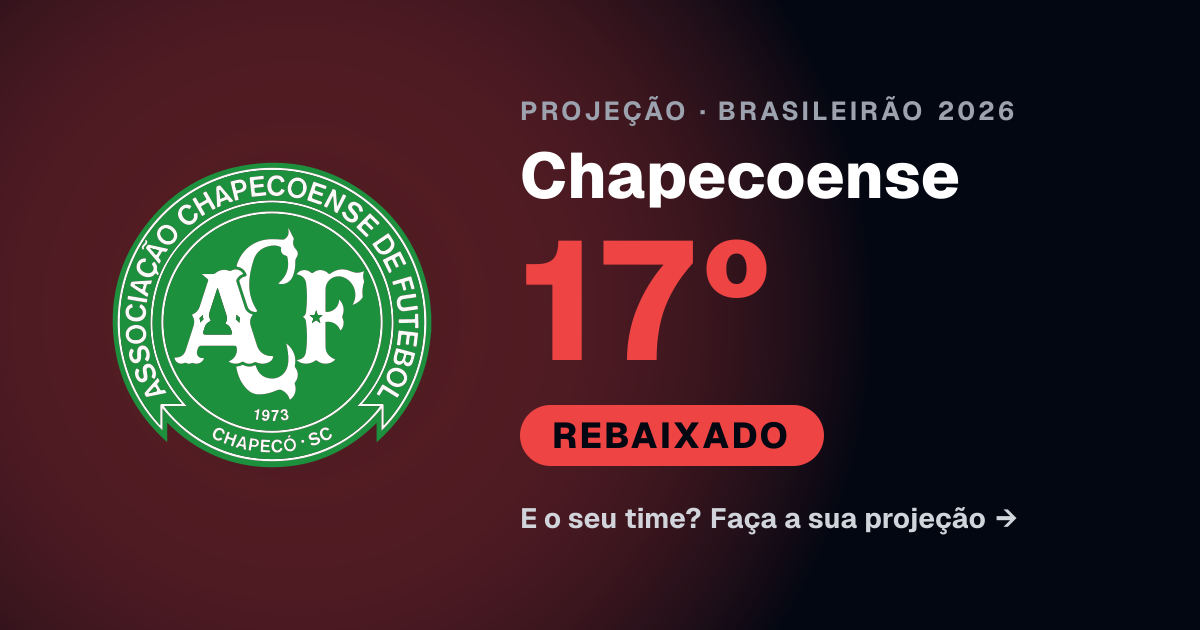 ASSOCIAÇÃO CHAPECOENSE DE FUTEBOL
ACF
1973
CHAPECÓ · SC
PROJEÇÃO · BRASILEIRÃO 2026
Chapecoense
17º
REBAIXADO
E o seu time? Faça a sua projeção →